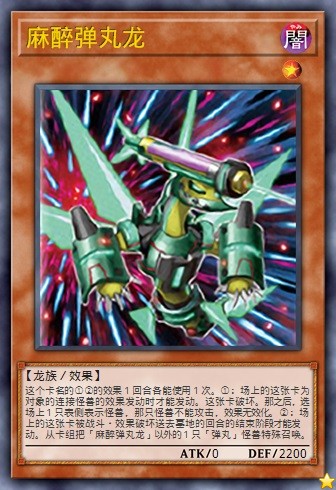 麻醉弹丸龙
闇
【龙族／效果】
这个卡名的①②的效果１回合各能使用１次。①：场上的这张卡为
对象的连接怪兽的效果发动时才能发动。这张卡破坏。那之后，选
场上１只表侧表示怪兽，那只怪兽不能攻击，效果无效化。②：场
上的这张卡被战斗・效果破坏送去墓地的回合的结束阶段才能发
动。从卡组把「麻醉弹丸龙」以外的１只「弹丸」怪兽特殊召唤。
ATK/0 DEF/2200